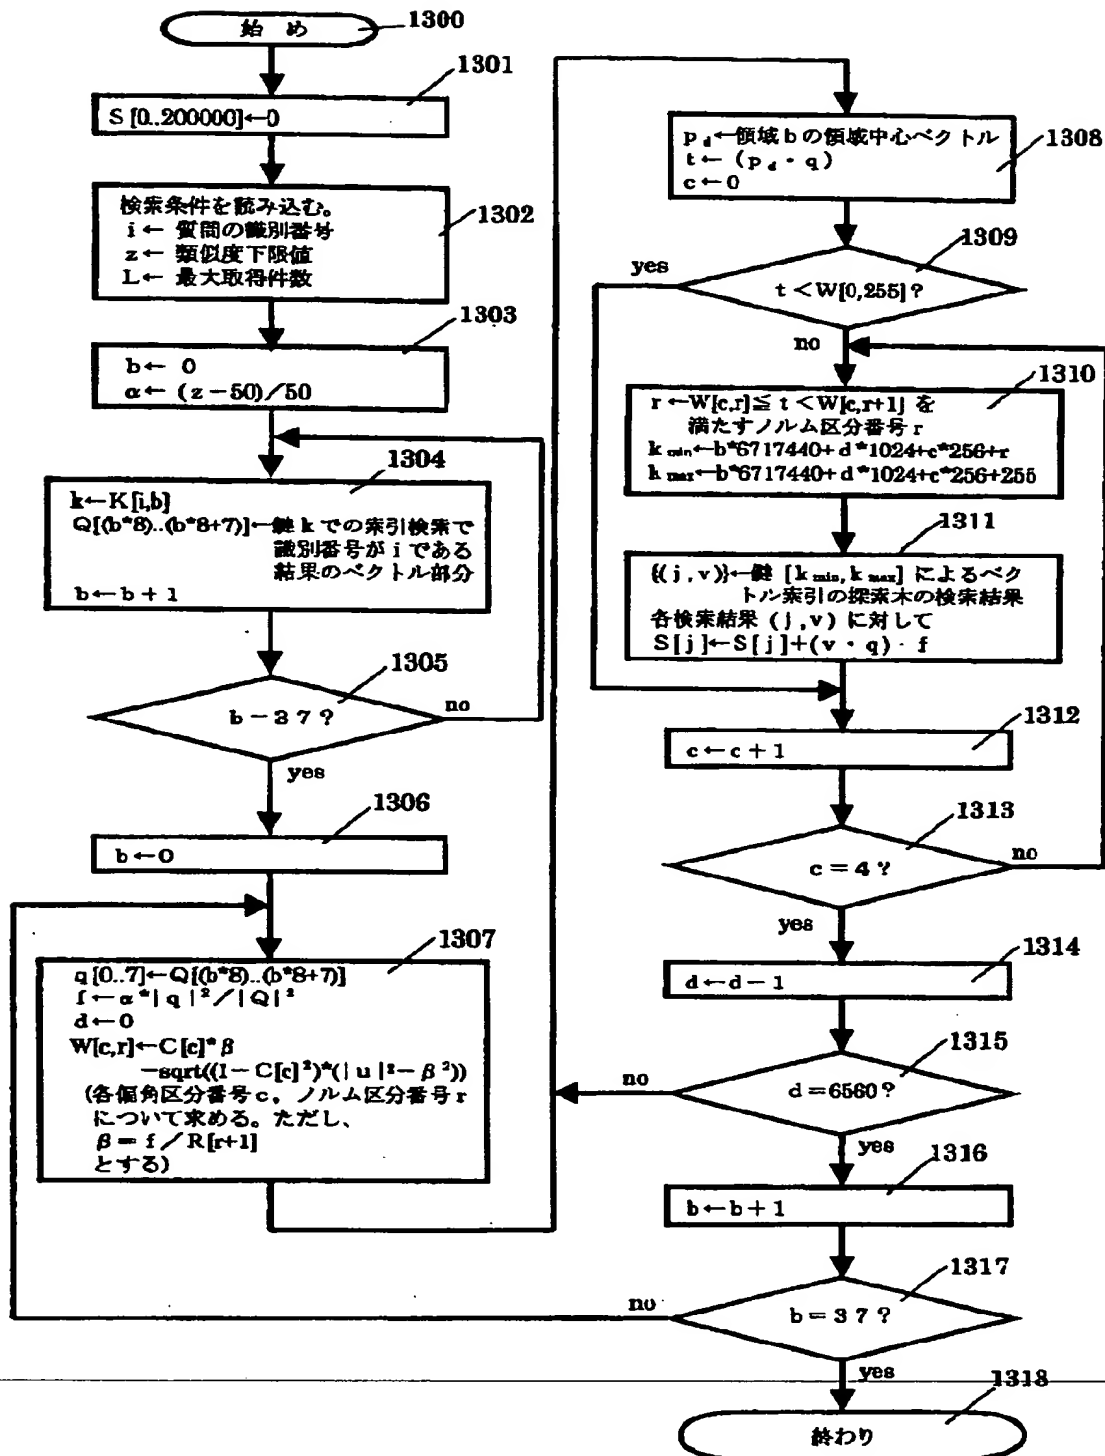 始 め
1300
1301
S [0..200000]←0
検索条件を読み込む。
i← 質問の識別番号
z← 類似度下限値
L← 最大取得件数
1302
1303
b← 0
α← (z－50)／50
1304
k←K[i,b]
Q[(b*8)..(b*8+7)]←鍵 k での索引検索で
識別番号が i である
結果のベクトル部分
b←b＋1
1305
b－37？
no
yes
1306
b←0
1307
q[0..7]←Q[(b*8)..(b*8+7)]
f←α*|q|²／|Q|²
d←0
W[c,r]←C[c]*β
－sqrt((1－C[c]²)*(|u|²－β²))
(各偏角区分番号c，ノルム区分番号r
について求める。ただし、
β＝f／R[r+1]
とする)
p d←領域 b の領域中心ベクトル
t← (p d・q)
c←0
1308
1309
yes
t＜W[0,255]？
no
1310
r←W[c,r]≦ t＜W[c,r+1] を
満たすノルム区分番号 r
k min←b*6717440+d*1024+c*256+r
k max←b*6717440+d*1024+c*256+255
1311
{(j,v)}←鍵 [k min,k max] によるベク
トル索引の探索木の検索結果
各検索結果 (j,v) に対して
S[j]←S[j]+(v・q)・f
1312
c←c＋1
1313
c＝4？
no
yes
1314
d←d－1
1315
no
d＝6560？
yes
1316
b←b＋1
1317
no
b＝37？
yes
1318
終わり